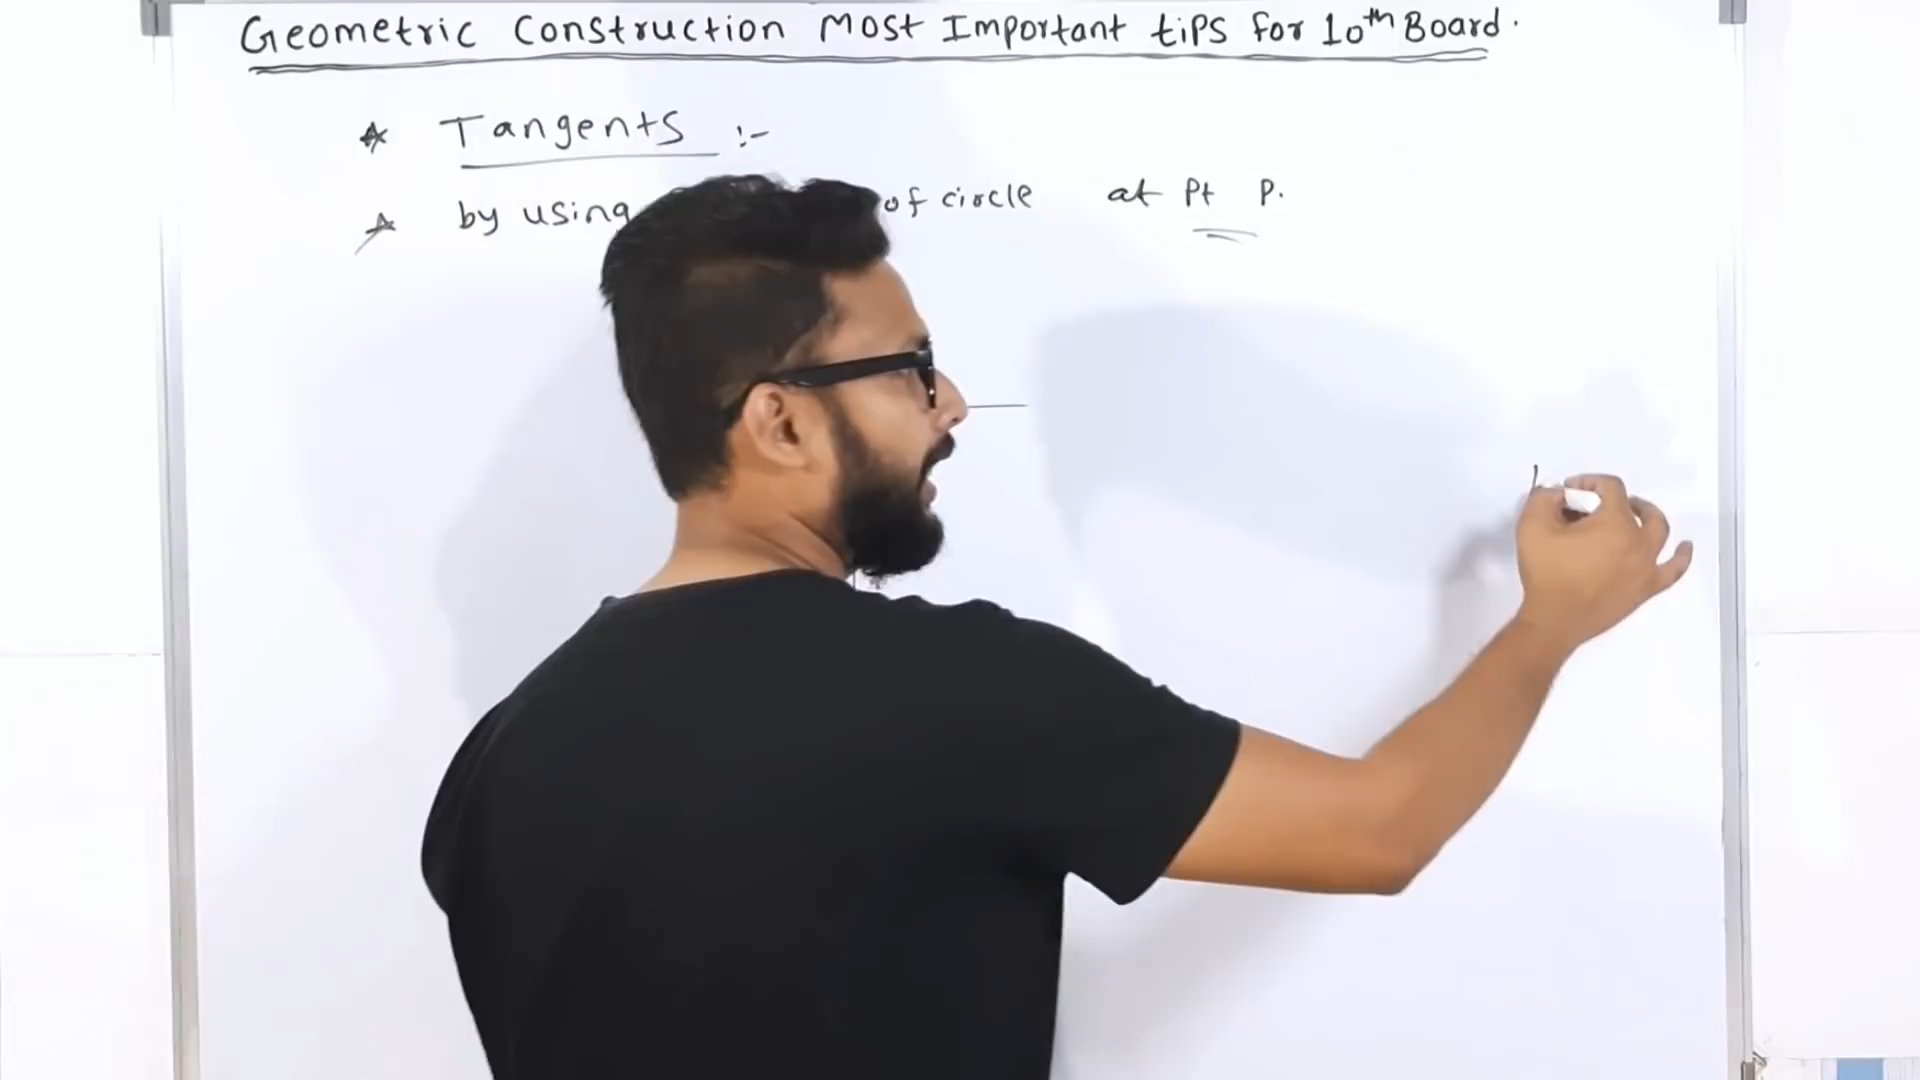 Geometric Construction Most Important tips for 10th Board.
* Tangents :-
* by using of circle at pt P.